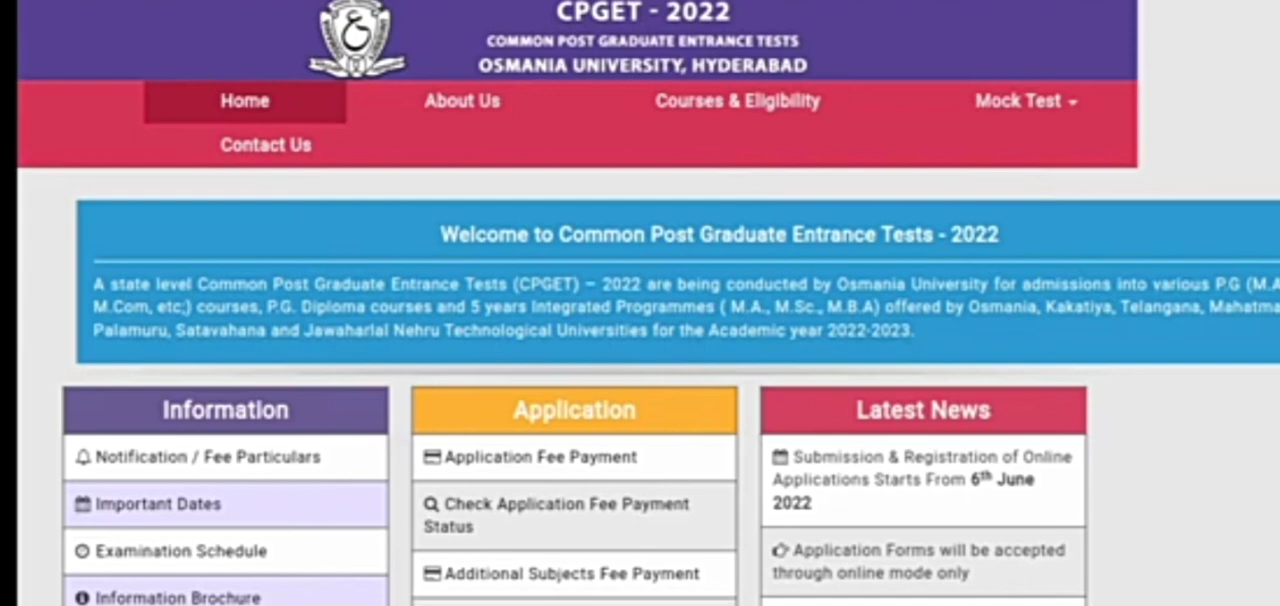 CPGET - 2022
COMMON POST GRADUATE ENTRANCE TESTS
OSMANIA UNIVERSITY, HYDERABAD
Home
About Us
Courses & Eligibility
Mock Test
Contact Us
Welcome to Common Post Graduate Entrance Tests - 2022
A state level Common Post Graduate Entrance Tests (CPGET) – 2022 are being conducted by Osmania University for admissions into various P.G (M.A
M.Com, etc;) courses, P.G. Diploma courses and 5 years Integrated Programmes ( M.A., M.Sc., M.B.A) offered by Osmania, Kakatiya, Telangana, Mahatma
Palamuru, Satavahana and Jawaharlal Nehru Technological Universities for the Academic year 2022-2023.
Information
Notification / Fee Particulars
Important Dates
Examination Schedule
Information Brochure
Application
Application Fee Payment
Check Application Fee Payment
Status
Additional Subjects Fee Payment
Latest News
Submission & Registration of Online
Applications Starts From 6th June
2022
Application Forms will be accepted
through online mode only